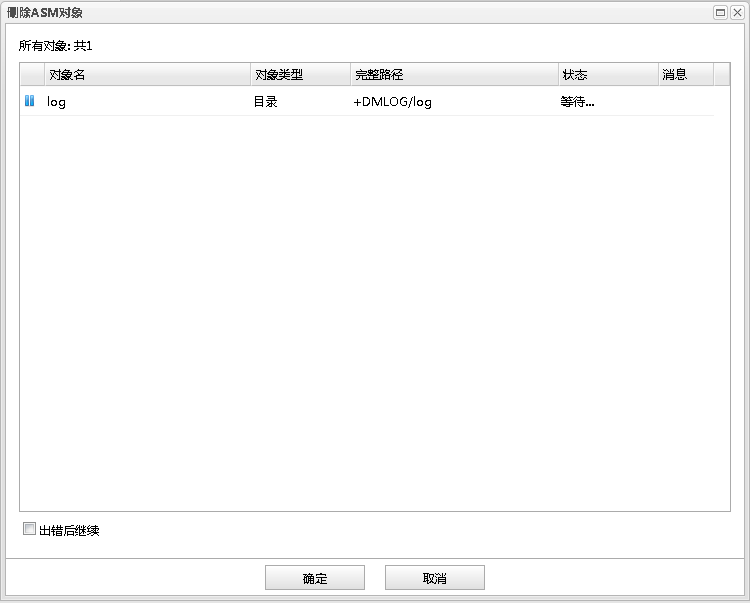 删除ASM对象
所有对象: 共1
对象名 对象类型 完整路径 状态 消息
log 目录 +DMLOG/log 等待...
出错后继续
确定 取消